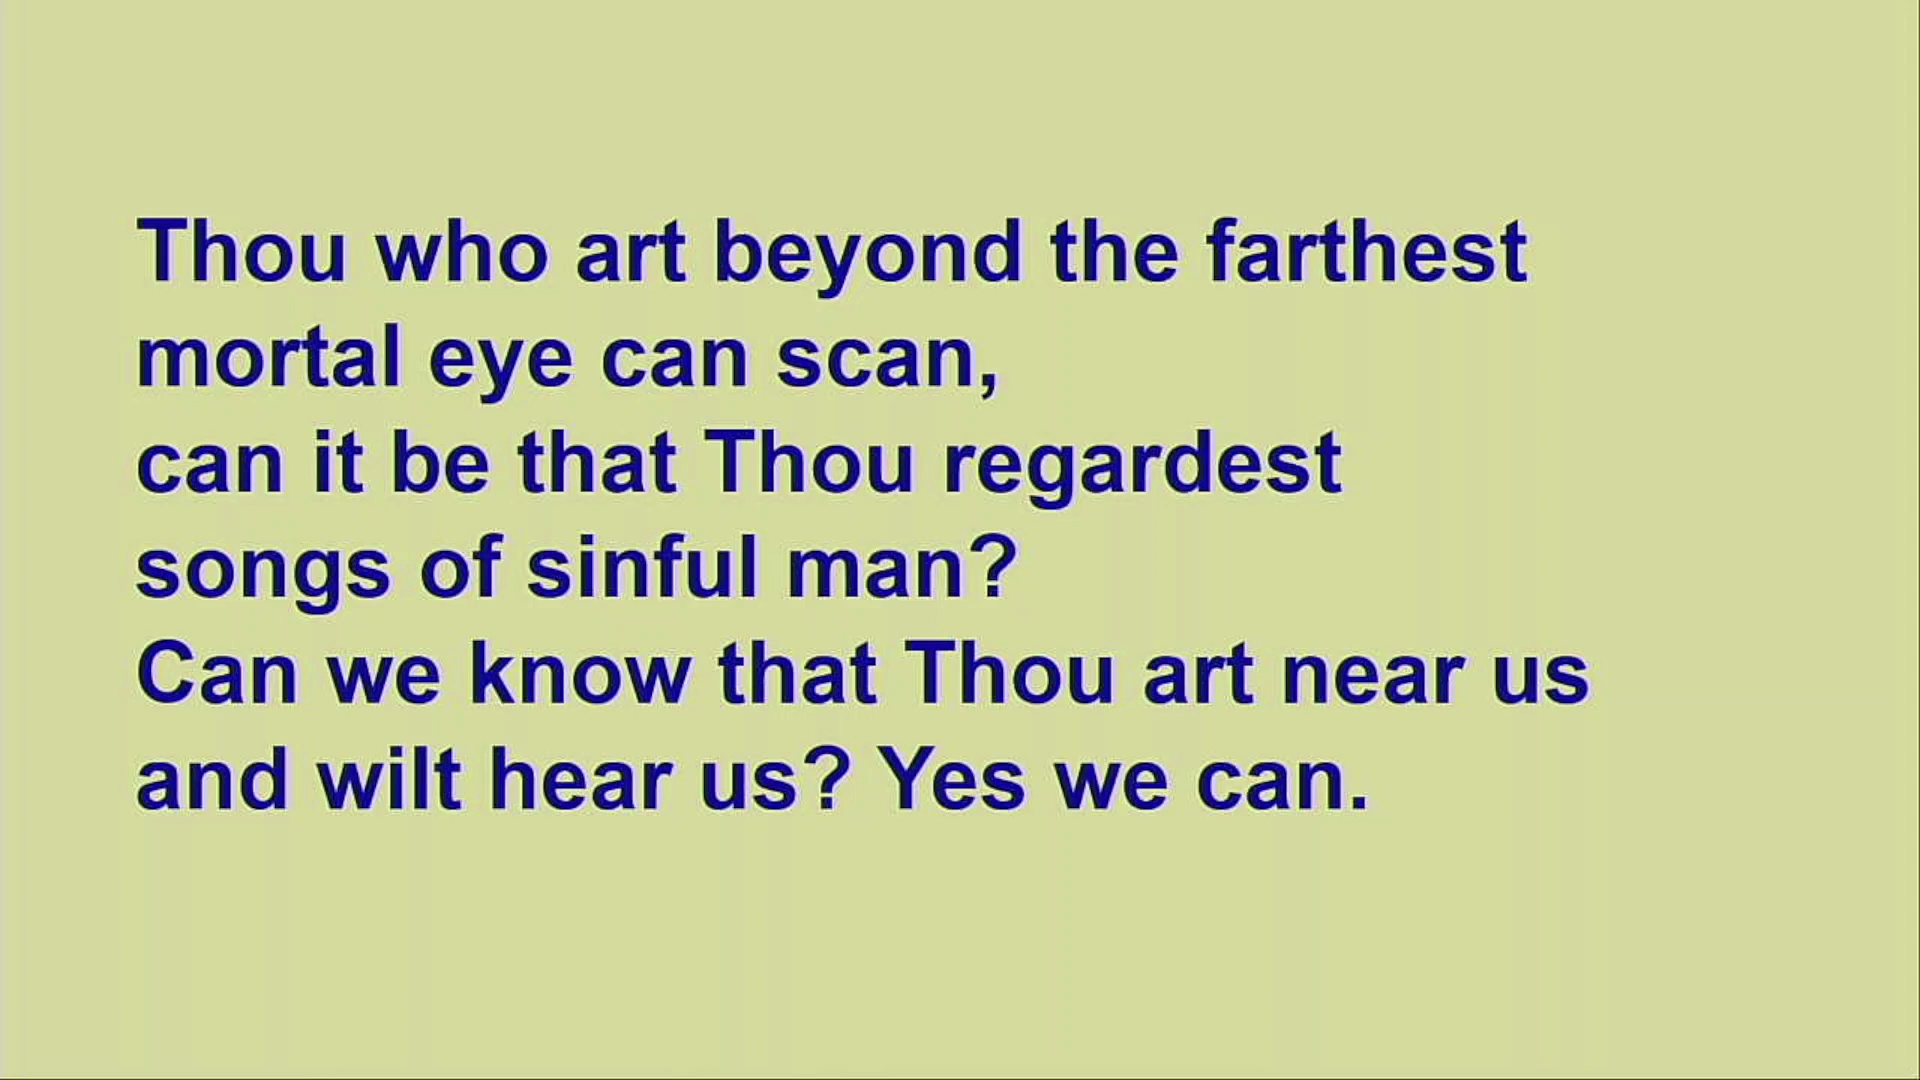 Thou who art beyond the farthest
mortal eye can scan,
can it be that Thou regardest
songs of sinful man?
Can we know that Thou art near us
and wilt hear us? Yes we can.